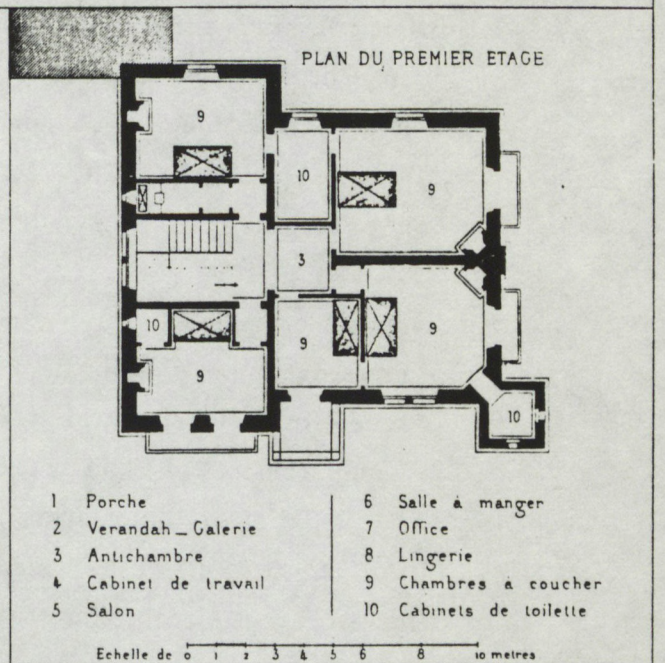 PLAN DU PREMIER ETAGE
9
10
9
3
10
9
9
9
10
1 Porche
2 Verandah_Galerie
3 Antichambre
4 Cabinet de travail
5 Salon
6 Salle à manger
7 Office
8 Lingerie
9 Chambres à coucher
10 Cabinets de toilette
Echelle de 0 1 2 3 4 5 6 8 10 metres